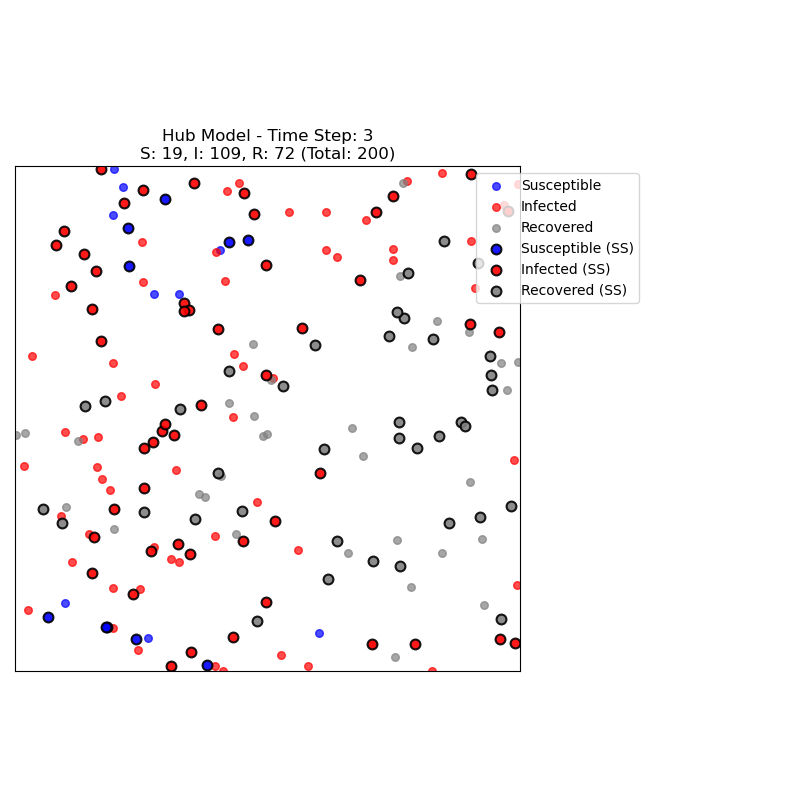 Hub Model - Time Step: 3
S: 19, I: 109, R: 72 (Total: 200)
Susceptible
Infected
Recovered
Susceptible (SS)
Infected (SS)
Recovered (SS)